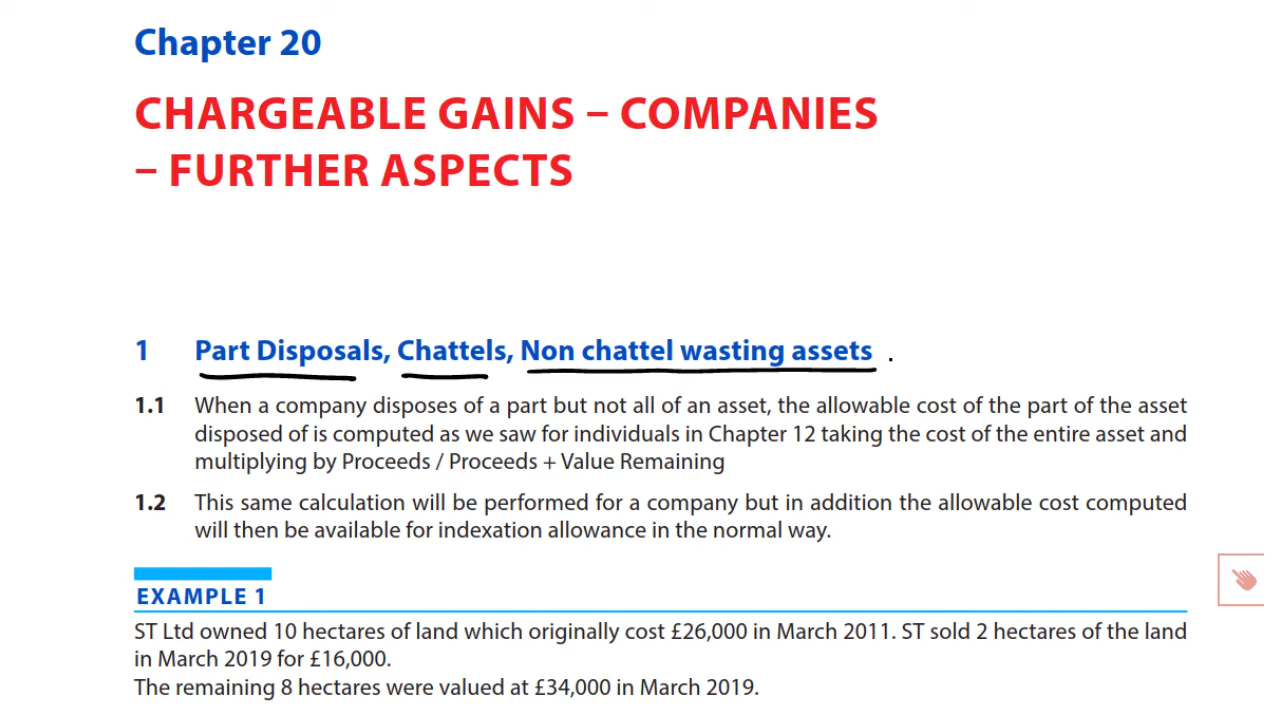 Chapter 20
CHARGEABLE GAINS – COMPANIES
– FURTHER ASPECTS
1 Part Disposals, Chattels, Non chattel wasting assets .
1.1 When a company disposes of a part but not all of an asset, the allowable cost of the part of the asset
disposed of is computed as we saw for individuals in Chapter 12 taking the cost of the entire asset and
multiplying by Proceeds / Proceeds + Value Remaining
1.2 This same calculation will be performed for a company but in addition the allowable cost computed
will then be available for indexation allowance in the normal way.
EXAMPLE 1
ST Ltd owned 10 hectares of land which originally cost £26,000 in March 2011. ST sold 2 hectares of the land
in March 2019 for £16,000.
The remaining 8 hectares were valued at £34,000 in March 2019.